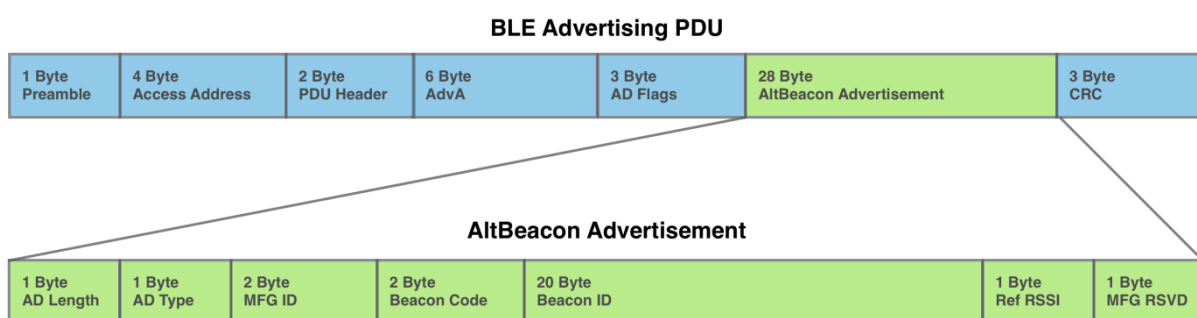 BLE Advertising PDU
1 Byte
Preamble
4 Byte
Access Address
2 Byte
PDU Header
6 Byte
AdvA
3 Byte
AD Flags
28 Byte
AltBeacon Advertisement
3 Byte
CRC
AltBeacon Advertisement
1 Byte
AD Length
1 Byte
AD Type
2 Byte
MFG ID
2 Byte
Beacon Code
20 Byte
Beacon ID
1 Byte
Ref RSSI
1 Byte
MFG RSVD